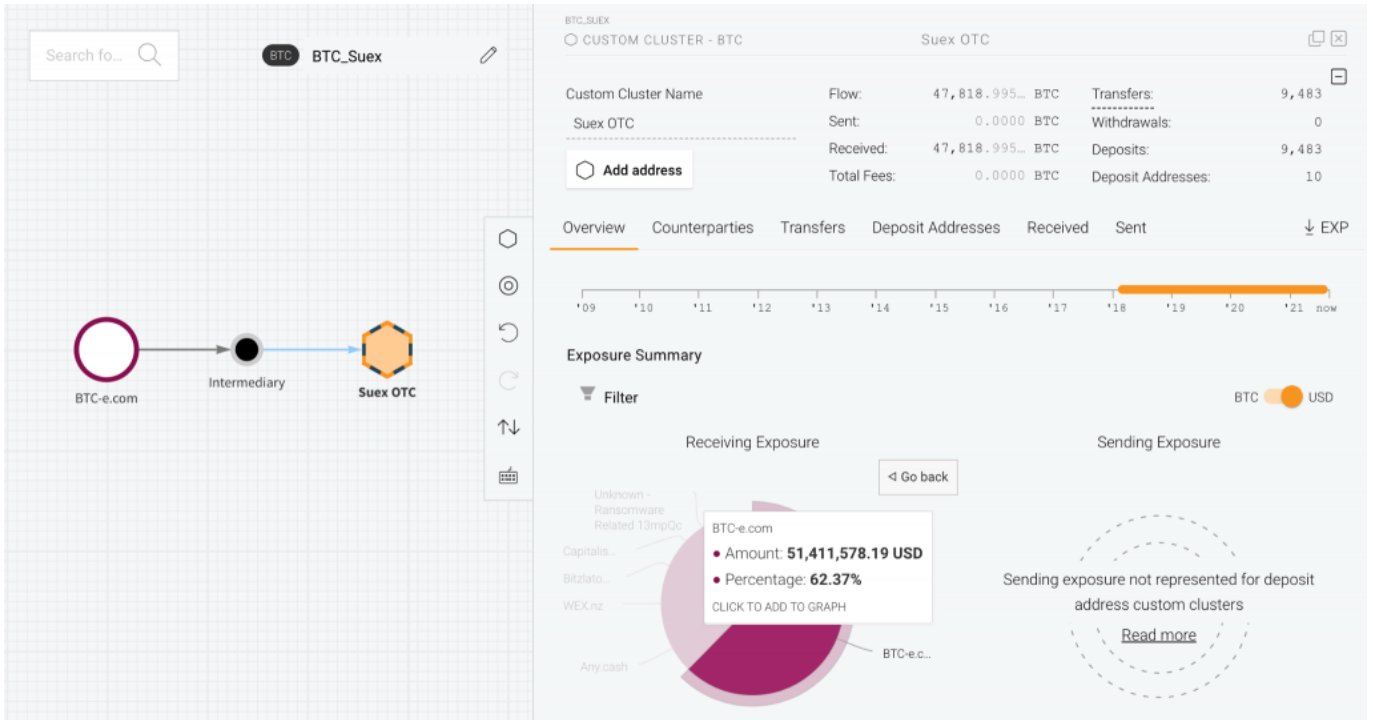 Search fo...
BTC BTC_Suex
BTC-e.com
Intermediary
Suex OTC
BTC_SUEX
CUSTOM CLUSTER - BTC Suex OTC
Custom Cluster Name
Suex OTC
Add address
Flow: 47,818.995… BTC
Sent: 0.0000 BTC
Received: 47,818.995… BTC
Total Fees: 0.0000 BTC
Transfers: 9,483
Withdrawals: 0
Deposits: 9,483
Deposit Addresses: 10
Overview Counterparties Transfers Deposit Addresses Received Sent EXP
'09 '10 '11 '12 '13 '14 '15 '16 '17 '18 '19 '20 '21 now
Exposure Summary
Filter
BTC USD
Receiving Exposure
Go back
Unknown -
Ransomware
Related 13mpQc
Capitalis...
Bitzlato...
WEX.nz
Any cash
BTC-e.com
Amount: 51,411,578.19 USD
Percentage: 62.37%
CLICK TO ADD TO GRAPH
BTC-e.c...
Sending Exposure
Sending exposure not represented for deposit
address custom clusters
Read more